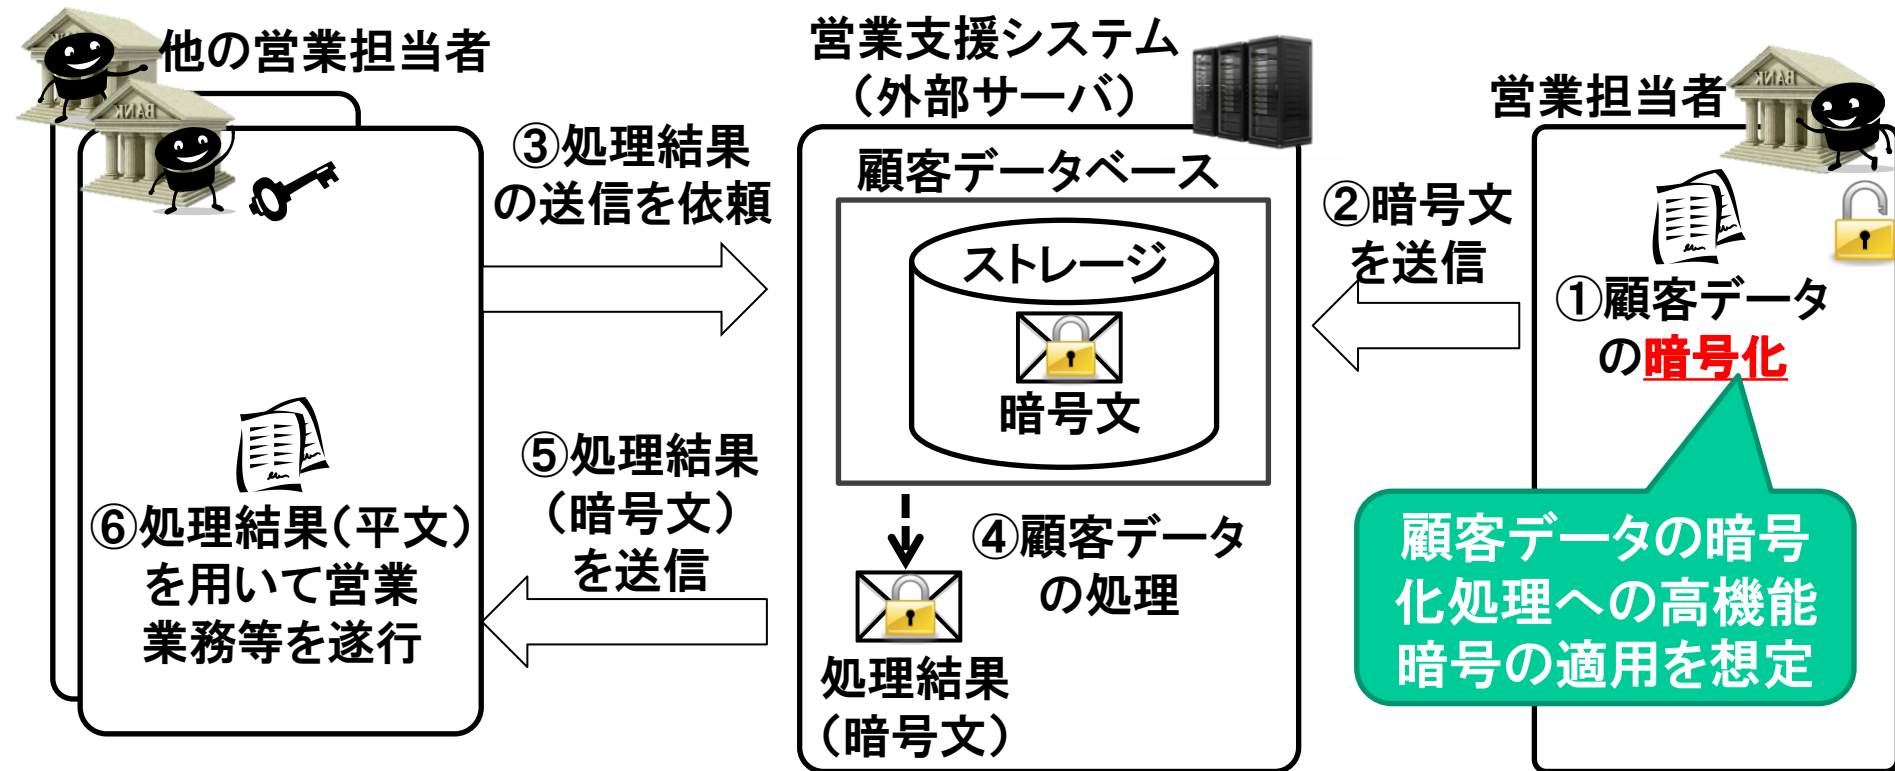 他の営業担当者
営業支援システム
（外部サーバ）
営業担当者
BANK
BANK
BANK
③処理結果
の送信を依頼
顧客データベース
ストレージ
暗号文
②暗号文
を送信
①顧客データ
の暗号化
⑤処理結果
（暗号文）
を送信
④顧客データ
の処理
処理結果
（暗号文）
⑥処理結果（平文）
を用いて営業
業務等を遂行
顧客データの暗号
化処理への高機能
暗号の適用を想定